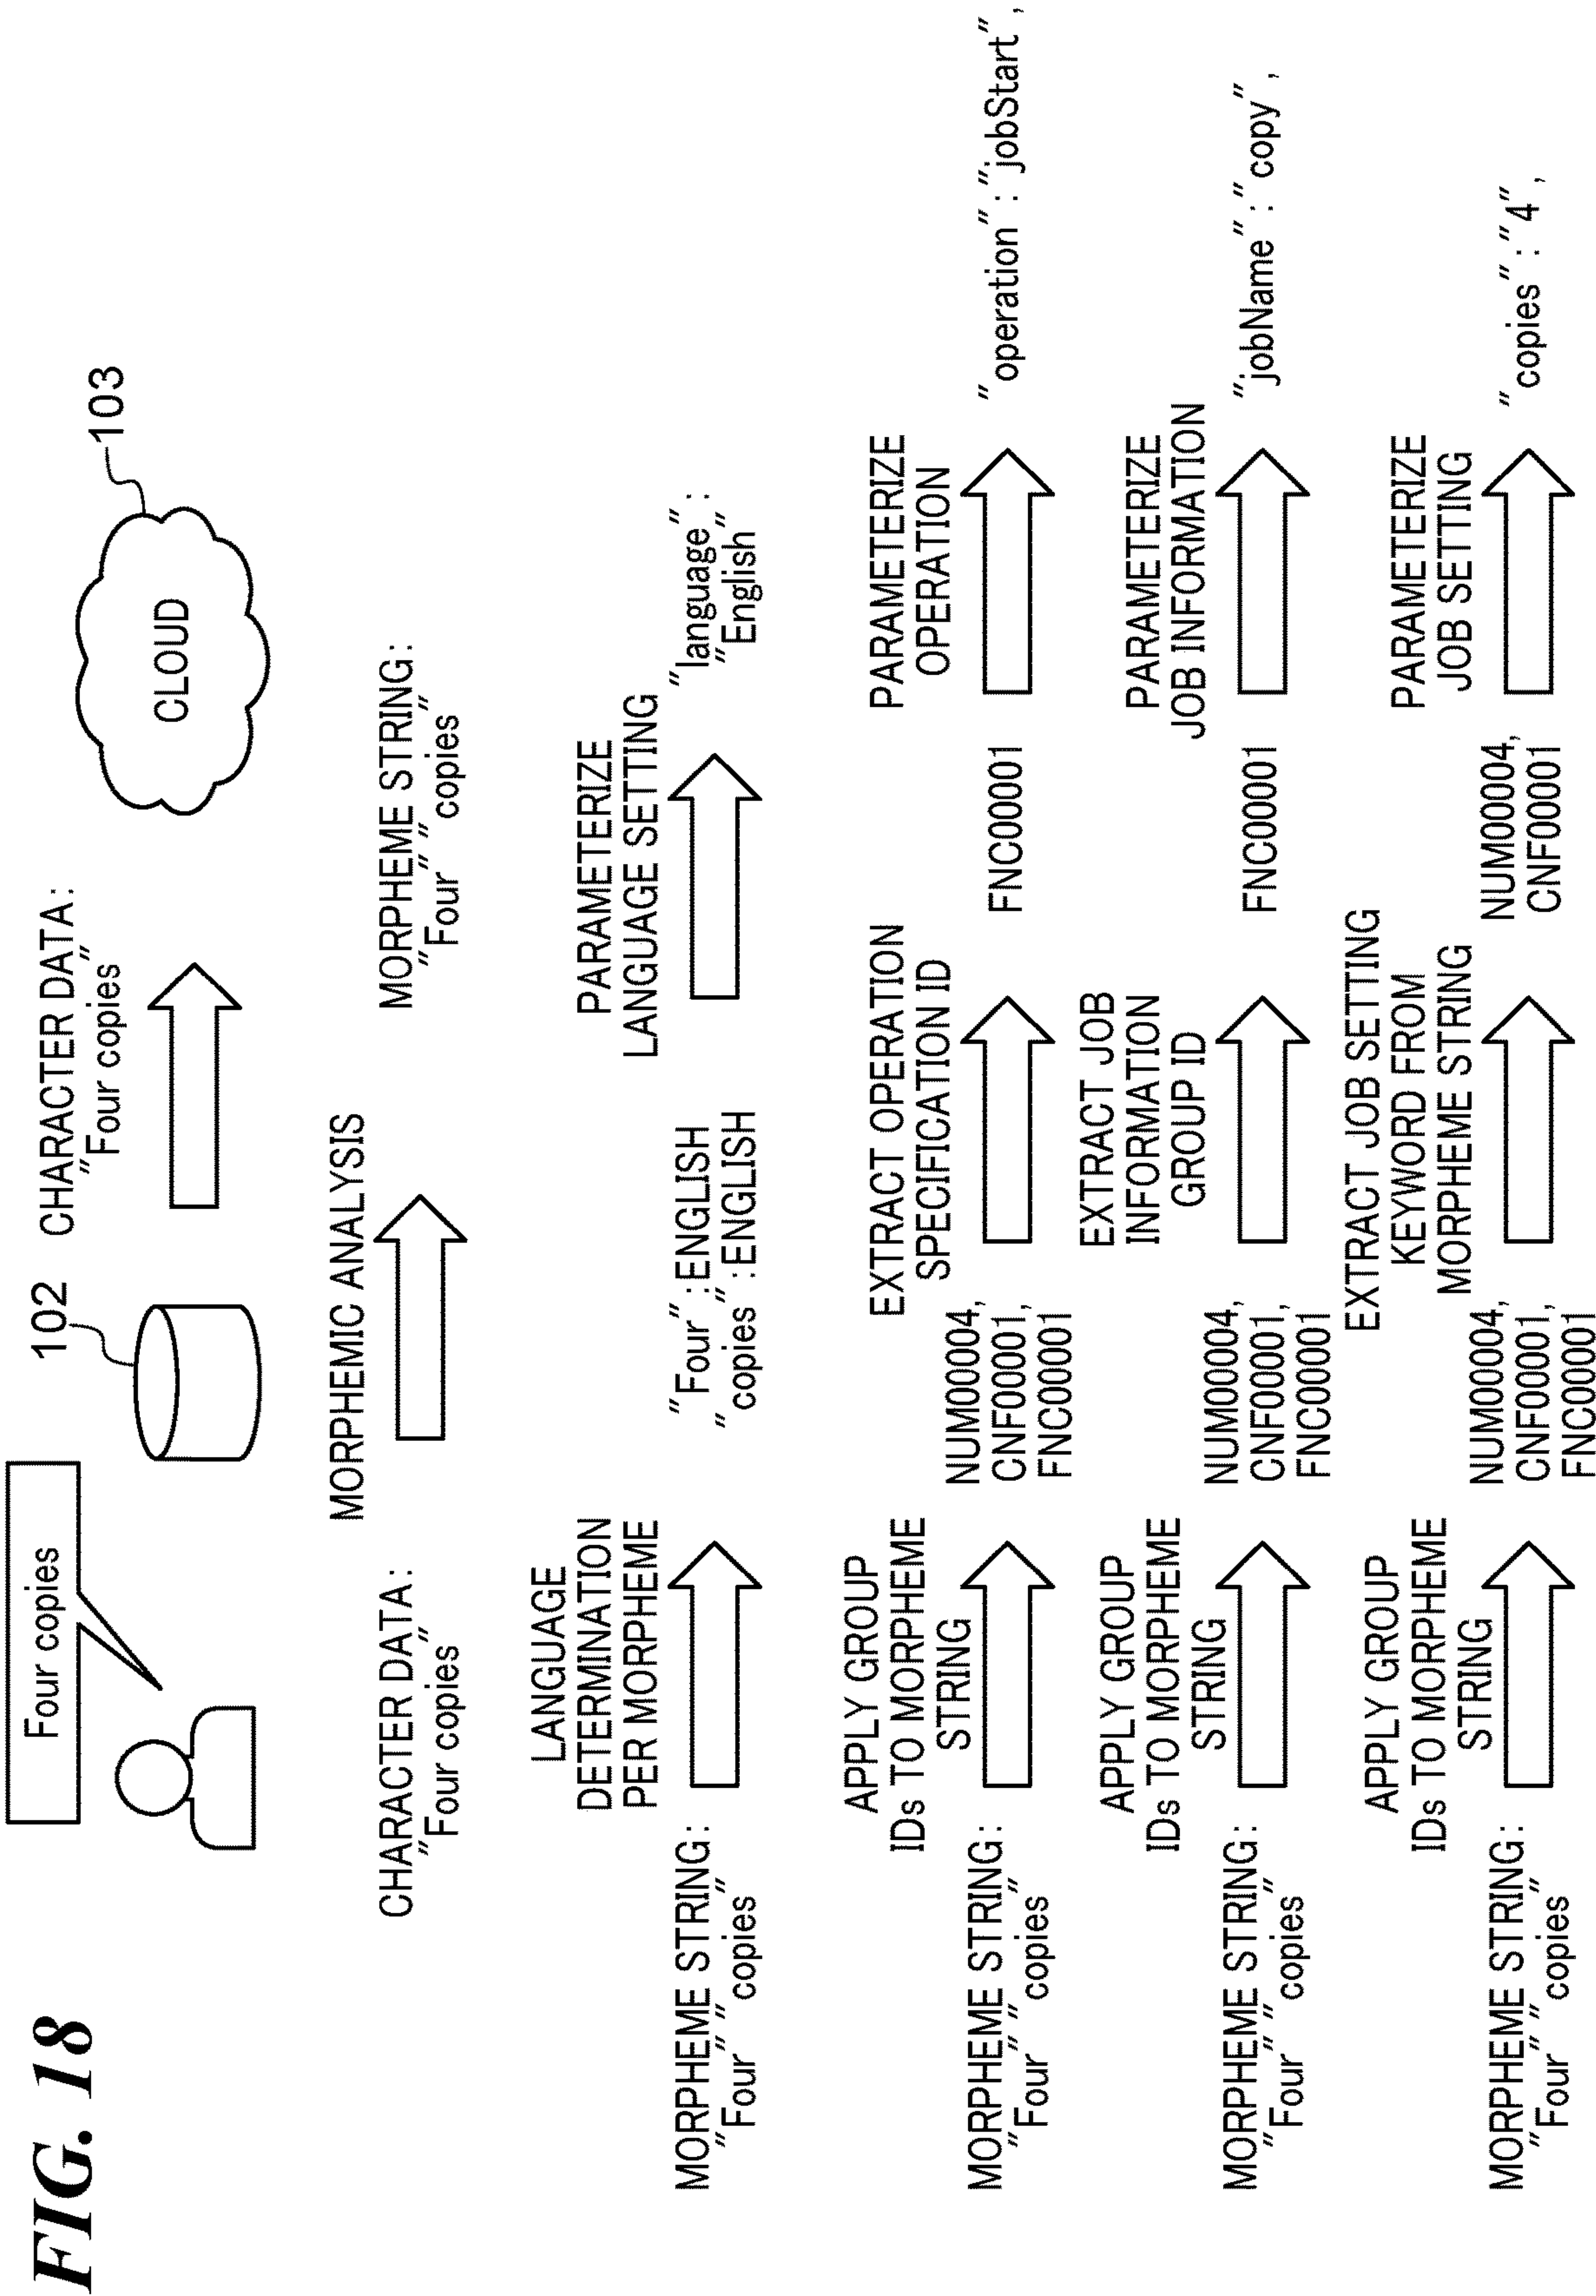 FIG. 18
Four copies
102
CHARACTER DATA:
"Four copies"
CLOUD
103
CHARACTER DATA:
"Four copies"
MORPHEMIC ANALYSIS
MORPHEME STRING:
"Four" "copies"
MORPHEME STRING:
"Four" "copies"
LANGUAGE
DETERMINATION
PER MORPHEME
"Four":ENGLISH
"copies":ENGLISH
PARAMETERIZE
LANGUAGE SETTING
"language":
"English"
MORPHEME STRING:
"Four" "copies"
APPLY GROUP
IDs TO MORPHEME
STRING
NUM00004,
CNF00001,
FNC00001
EXTRACT OPERATION
SPECIFICATION ID
FNC00001
PARAMETERIZE
OPERATION
"operation":"jobStart",
MORPHEME STRING:
"Four" "copies"
APPLY GROUP
IDs TO MORPHEME
STRING
NUM00004,
CNF00001,
FNC00001
EXTRACT JOB
INFORMATION
GROUP ID
FNC00001
PARAMETERIZE
JOB INFORMATION
"jobName":"copy",
MORPHEME STRING:
"Four" "copies"
APPLY GROUP
IDs TO MORPHEME
STRING
NUM00004,
CNF00001,
FNC00001
EXTRACT JOB SETTING
KEYWORD FROM
MORPHEME STRING
NUM00004,
CNF00001
PARAMETERIZE
JOB SETTING
"copies":"4",